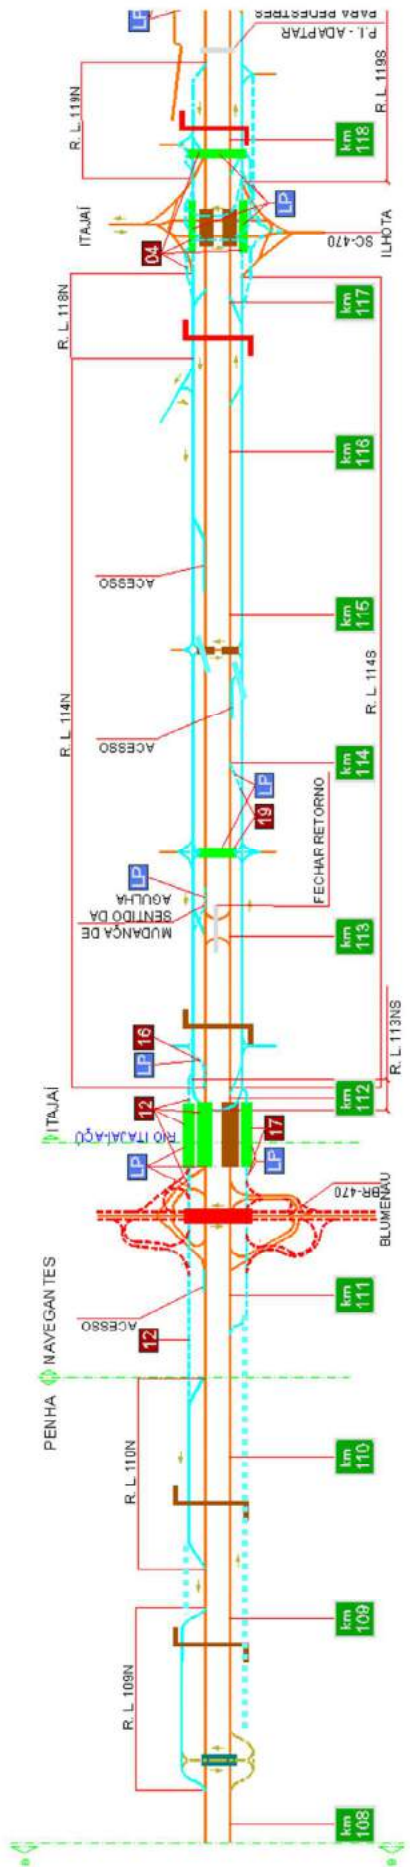 LP
P.I. - ADAPTAR
PARA PEDESTRES
R. L. 119N
R. L. 119S
km
118
ITAJAÍ
04
LP
SC-470
ILHOTA
R. L. 118N
km
117
km
116
ACESSO
km
115
R. L. 114N
R. L. 114S
ACESSO
km
114
LP
19
LP
MUDANÇA DE
SENTIDO DA
AGULHA
FECHAR RETORNO
km
113
R. L. 113NS
16
LP
km
112
ITAJAÍ
12
RIO ITAJAÍ-AÇÚ
LP
17
LP
BR-470
BLUMENAU
NAVEGANTES
ACESSO
km
111
12
PENHA
R. L. 110N
km
110
km
109
R. L. 109N
km
108